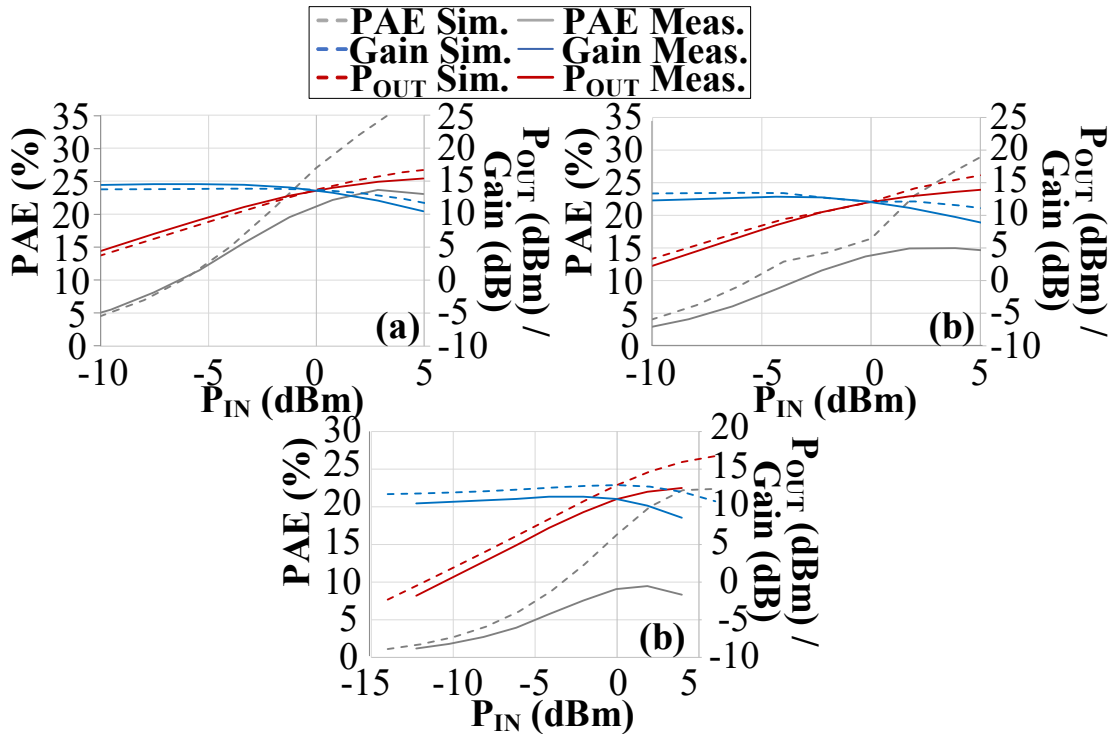 PAE Sim. PAE Meas.
Gain Sim. Gain Meas.
POUT Sim. POUT Meas.
PAE (%)
35
30
25
20
15
10
5
0
-10 -5 0 5
PIN (dBm)
25
20
15
10
5
0
-5
-10
POUT (dBm) /
Gain (dB)
(a)
PAE (%)
35
30
25
20
15
10
5
0
-10 -5 0 5
PIN (dBm)
25
20
15
10
5
0
-5
-10
POUT (dBm) /
Gain (dB)
(b)
PAE (%)
30
25
20
15
10
5
0
-15 -10 -5 0 5
PIN (dBm)
20
15
10
5
0
-5
-10
POUT (dBm) /
Gain (dB)
(b)